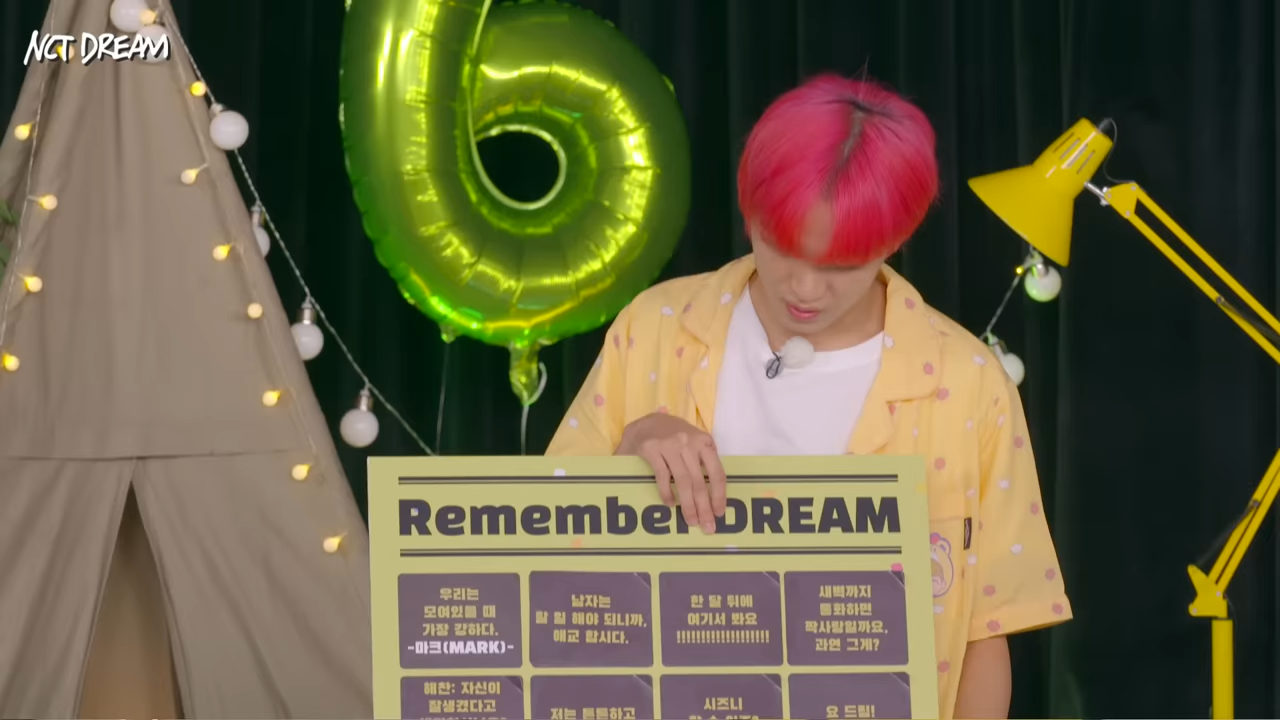 NCT DREAM
Remember DREAM
우리는
모여있을 때
가장 강하다.
-마크(MARK)-
남자는
할 일 해야 되니까,
애교 합시다.
한 달 뒤에
여기서 봐요
!!!!!!!!!!!!!!!!!!!
새벽까지
통화하면
짝사랑일까요,
과연 그게?
해찬: 자신이
잘생겼다고
저는 튼튼하고
시즈니
요 드림!